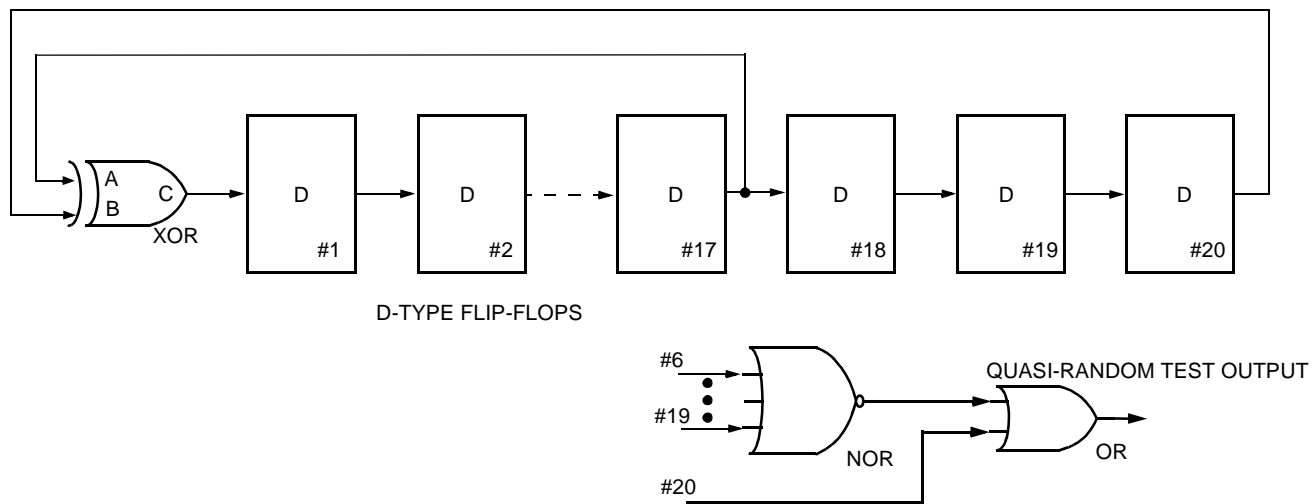 A
B
C
XOR
D
#1
D
#2
D
#17
D
#18
D
#19
D
#20
D-TYPE FLIP-FLOPS
#6
#19
NOR
#20
QUASI-RANDOM TEST OUTPUT
OR